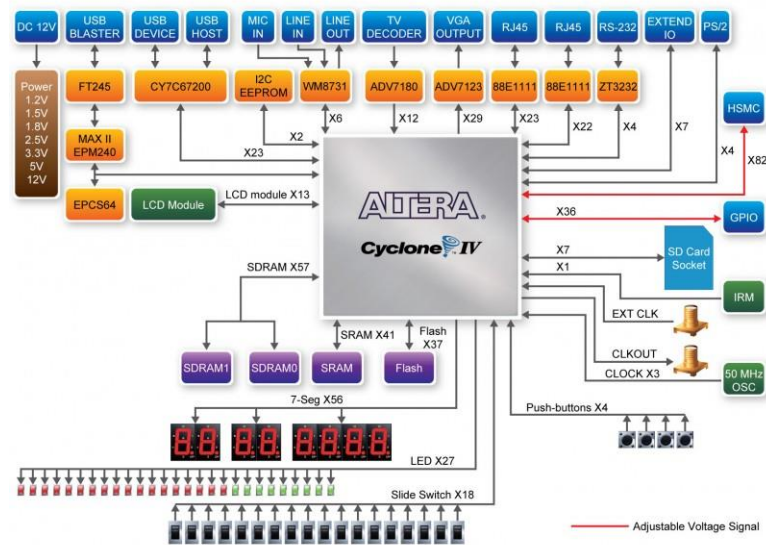 DC 12V
USB
BLASTER
USB
DEVICE
USB
HOST
MIC
IN
LINE
IN
LINE
OUT
TV
DECODER
VGA
OUTPUT
RJ45
RJ45
RS-232
EXTEND
IO
PS/2
Power
1.2V
1.5V
1.8V
2.5V
3.3V
5V
12V
FT245
CY7C67200
I2C
EEPROM
WM8731
ADV7180
ADV7123
88E1111
88E1111
ZT3232
HSMC
MAX II
EPM240
X2
X23
X6
X12
X29
X23
X22
X4
X7
X4
X82
EPCS64
LCD Module
LCD module X13
ALTERA
Cyclone IV
X36
GPIO
X7
SD Card
Socket
X1
IRM
EXT CLK
CLKOUT
CLOCK X3
50 MHz
OSC
SDRAM X57
SRAM X41
Flash
X37
SDRAM1
SDRAM0
SRAM
Flash
7-Seg X56
88
88
8888
Push-buttons X4
LED X27
Slide Switch X18
Adjustable Voltage Signal